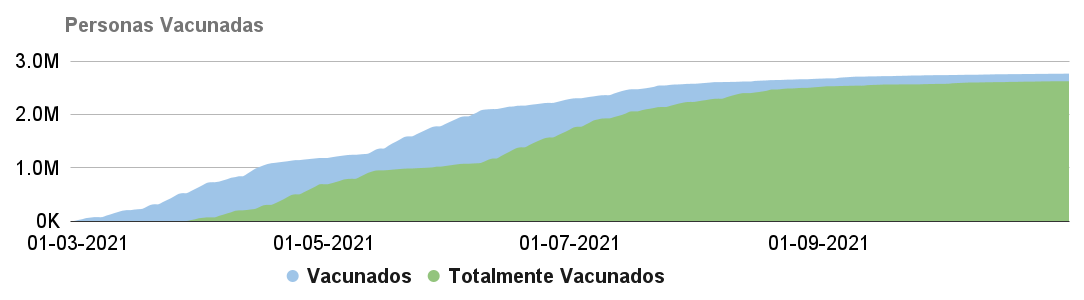 Personas Vacunadas
3.0M
2.0M
1.0M
0K
01-03-2021 01-05-2021 01-07-2021 01-09-2021
Vacunados Totalmente Vacunados